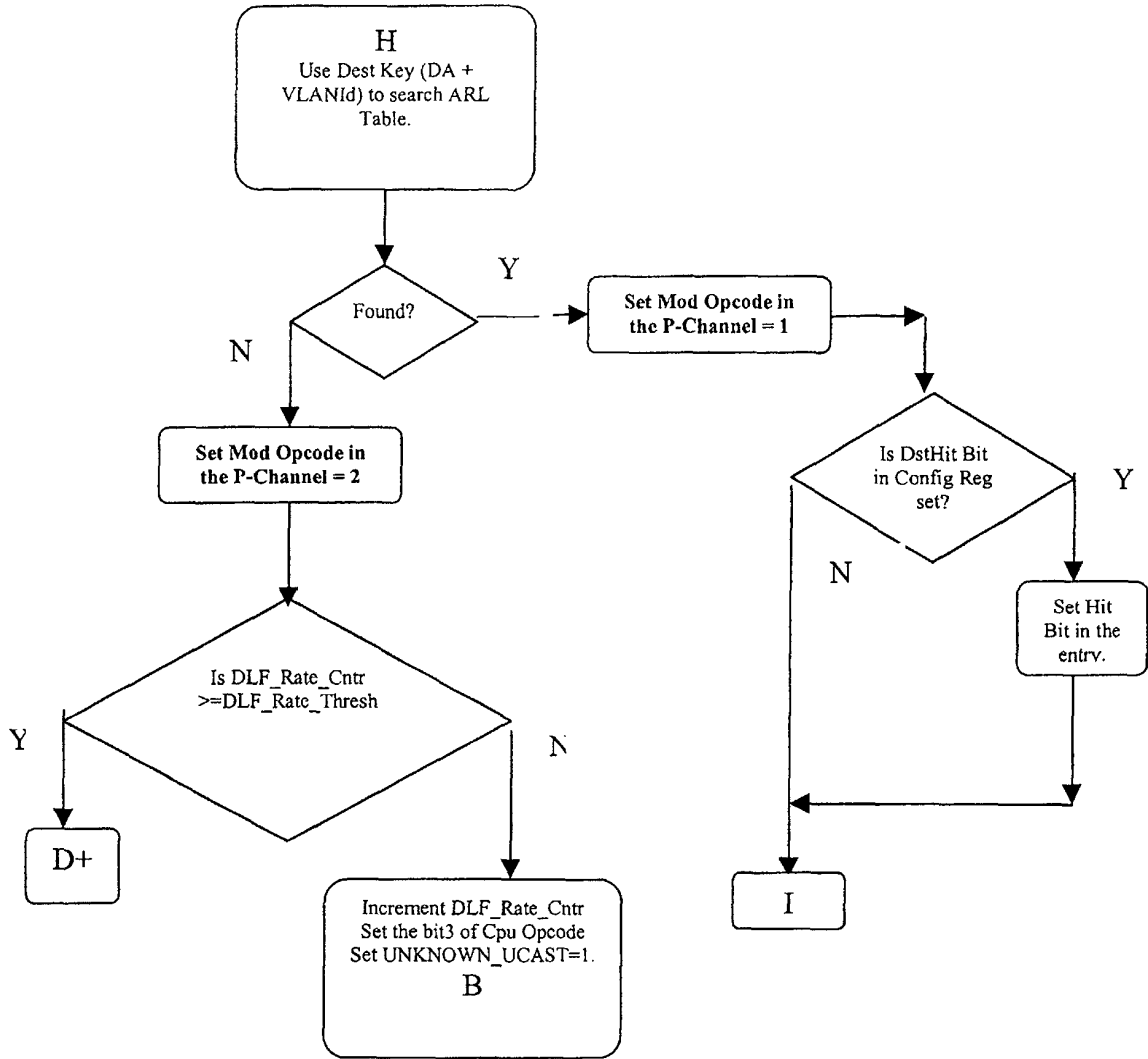 H
Use Dest Key (DA +
VLANId) to search ARL
Table.
Found?
Y
N
Set Mod Opcode in
the P-Channel = 1
Set Mod Opcode in
the P-Channel = 2
Is DstHit Bit
in Config Reg
set?
Y
N
Set Hit
Bit in the
entry.
Is DLF_Rate_Cntr
>=DLF_Rate_Thresh
Y
N
D+
Increment DLF_Rate_Cntr
Set the bit3 of Cpu Opcode
Set UNKNOWN_UCAST=1.
B
I